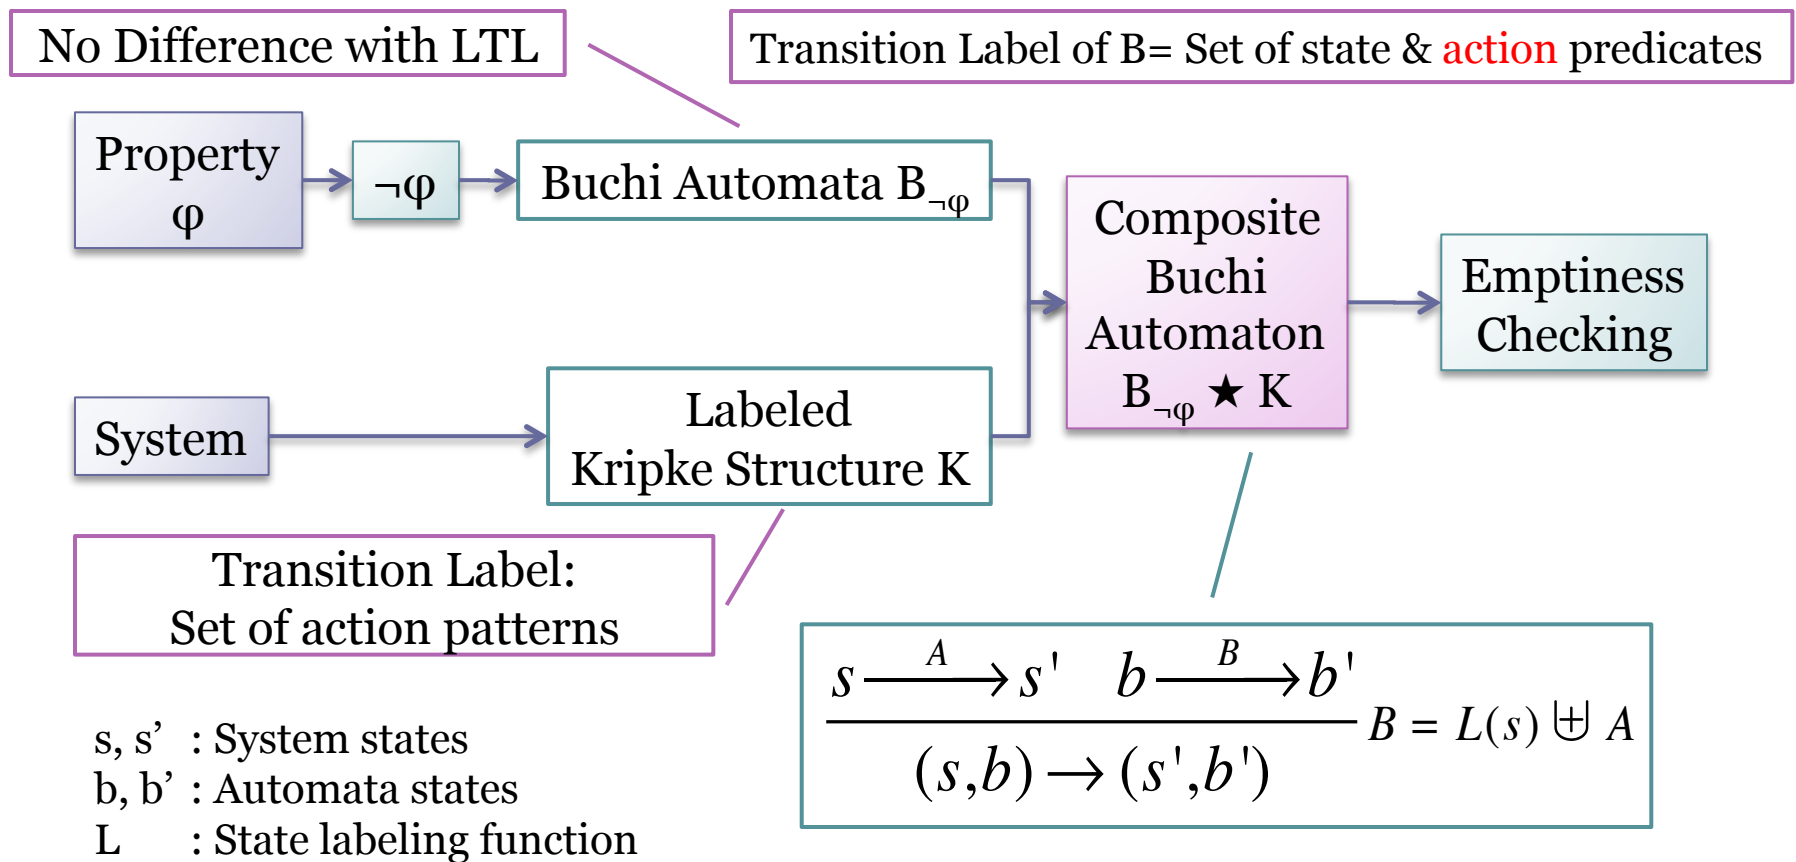 No Difference with LTL
Transition Label of B= Set of state & action predicates
Property
φ
¬φ
Buchi Automata B¬φ
Composite
Buchi
Automaton
B¬φ ★ K
Emptiness
Checking
System
Labeled
Kripke Structure K
Transition Label:
Set of action patterns
s —A→ s' b —B→ b'
B = L(s) ⊎ A
(s,b) → (s',b')
s, s’ : System states
b, b’ : Automata states
L : State labeling function